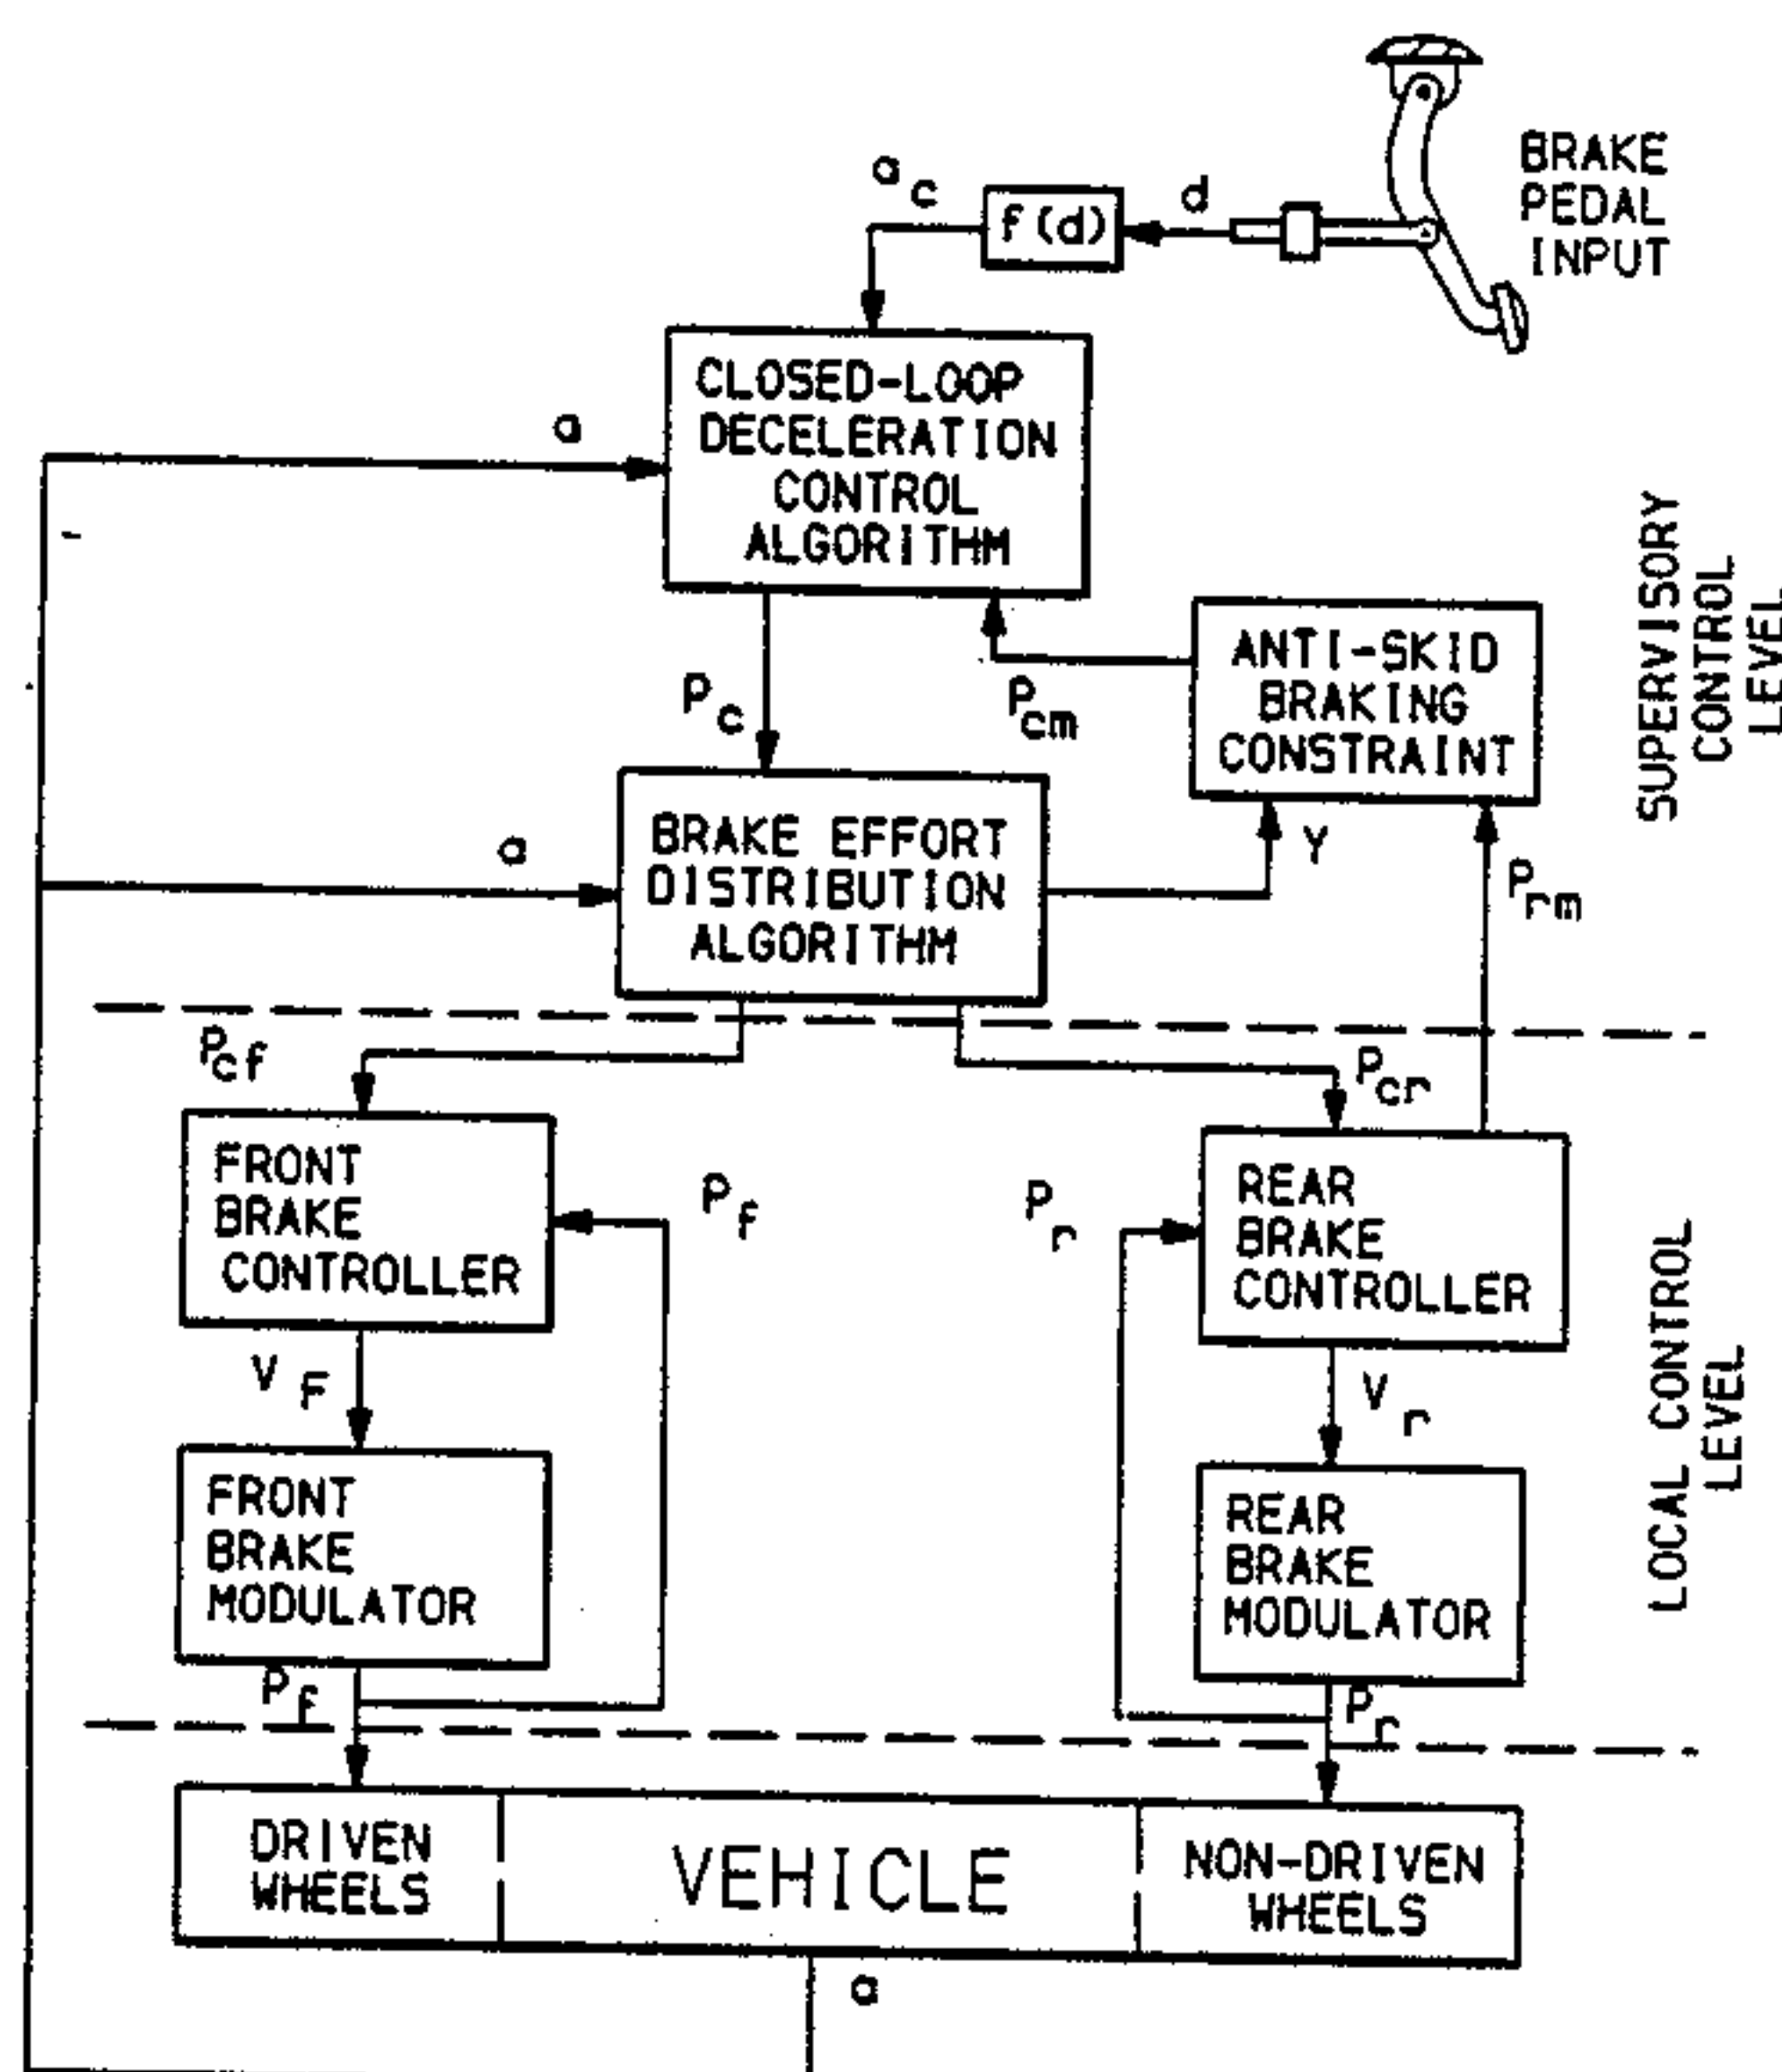 BRAKE
PEDAL
INPUT
d
f(d)
a c
CLOSED-LOOP
DECELERATION
CONTROL
ALGORITHM
a
ANTI-SKID
BRAKING
CONSTRAINT
SUPERVISORY
CONTROL
LEVEL
P c
P cm
BRAKE EFFORT
DISTRIBUTION
ALGORITHM
a
Y
P rm
P cf
P cr
FRONT
BRAKE
CONTROLLER
P f
P r
REAR
BRAKE
CONTROLLER
V F
V r
LOCAL CONTROL
LEVEL
FRONT
BRAKE
MODULATOR
REAR
BRAKE
MODULATOR
P f
P r
DRIVEN
WHEELS
VEHICLE
NON-DRIVEN
WHEELS
a